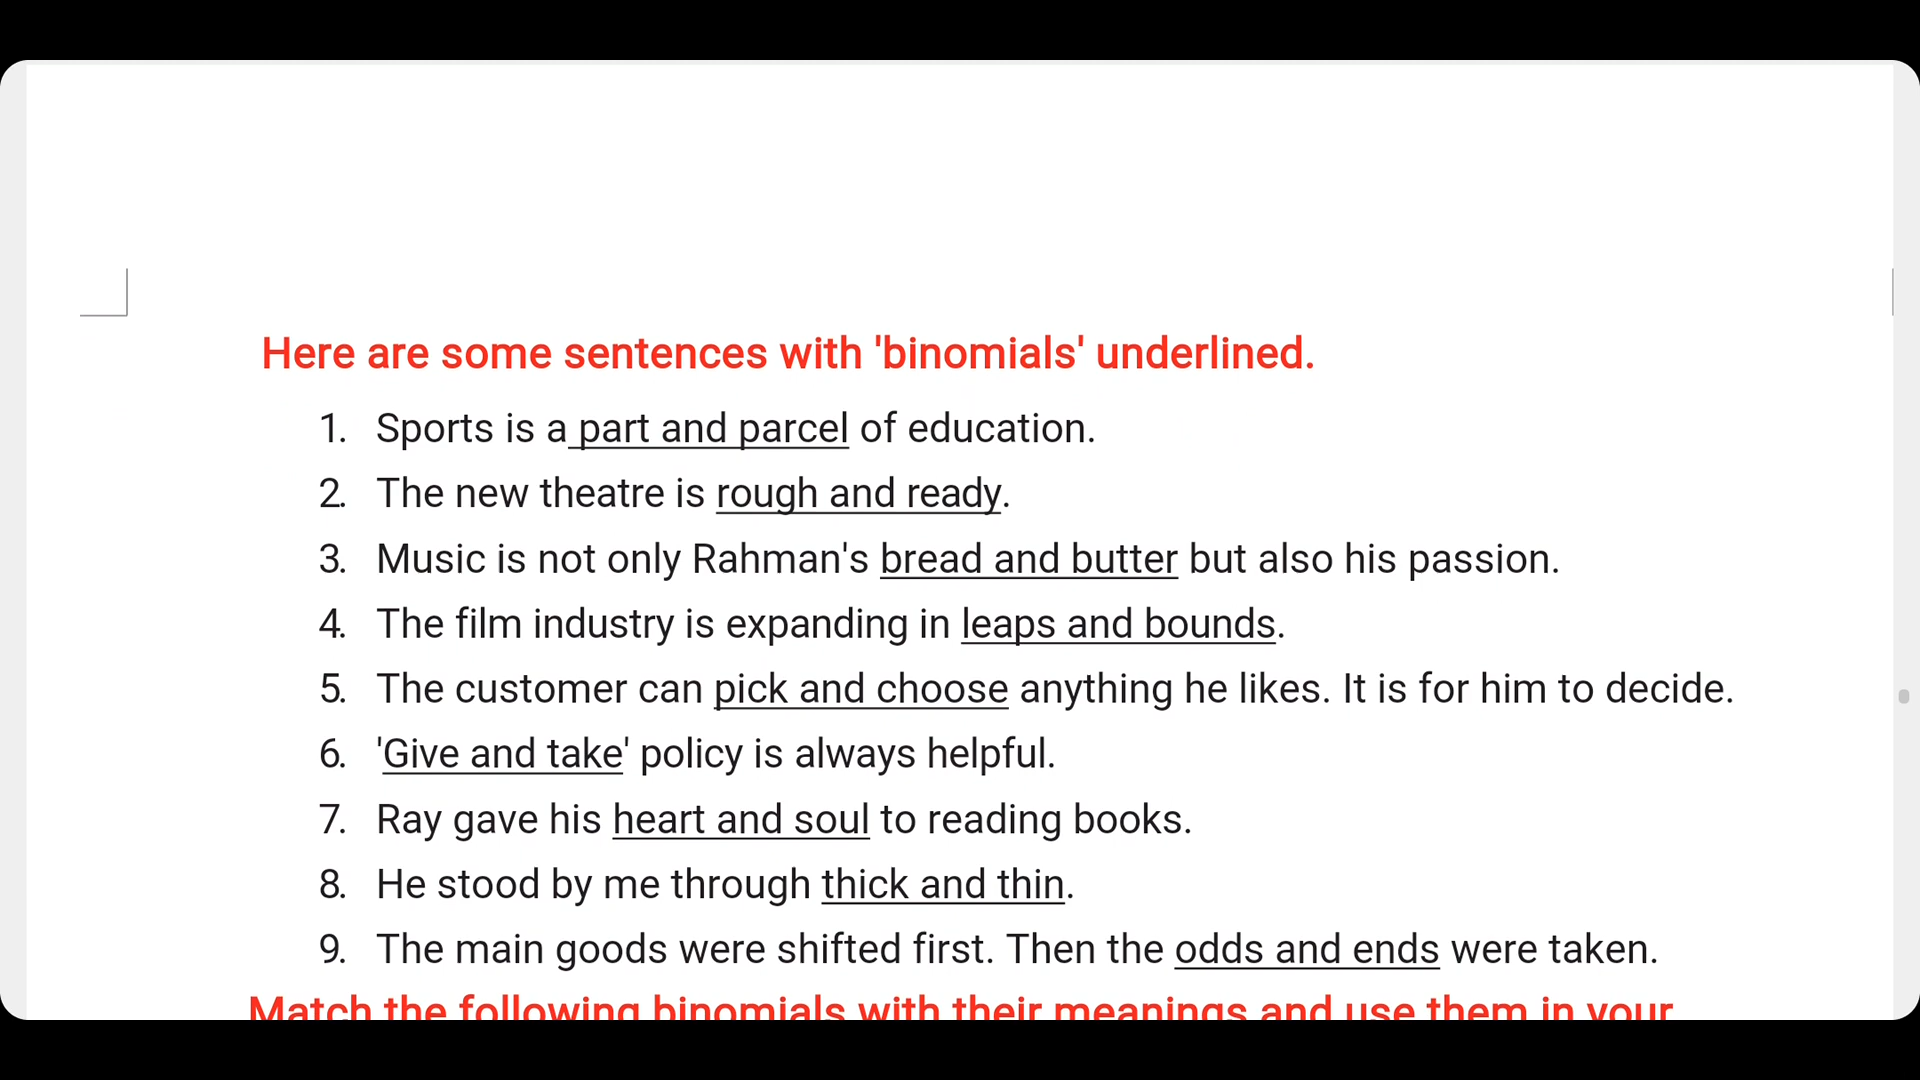 Here are some sentences with 'binomials' underlined.
1. Sports is a part and parcel of education.
2. The new theatre is rough and ready.
3. Music is not only Rahman's bread and butter but also his passion.
4. The film industry is expanding in leaps and bounds.
5. The customer can pick and choose anything he likes. It is for him to decide.
6. 'Give and take' policy is always helpful.
7. Ray gave his heart and soul to reading books.
8. He stood by me through thick and thin.
9. The main goods were shifted first. Then the odds and ends were taken.
Match the following binomials with their meanings and use them in your